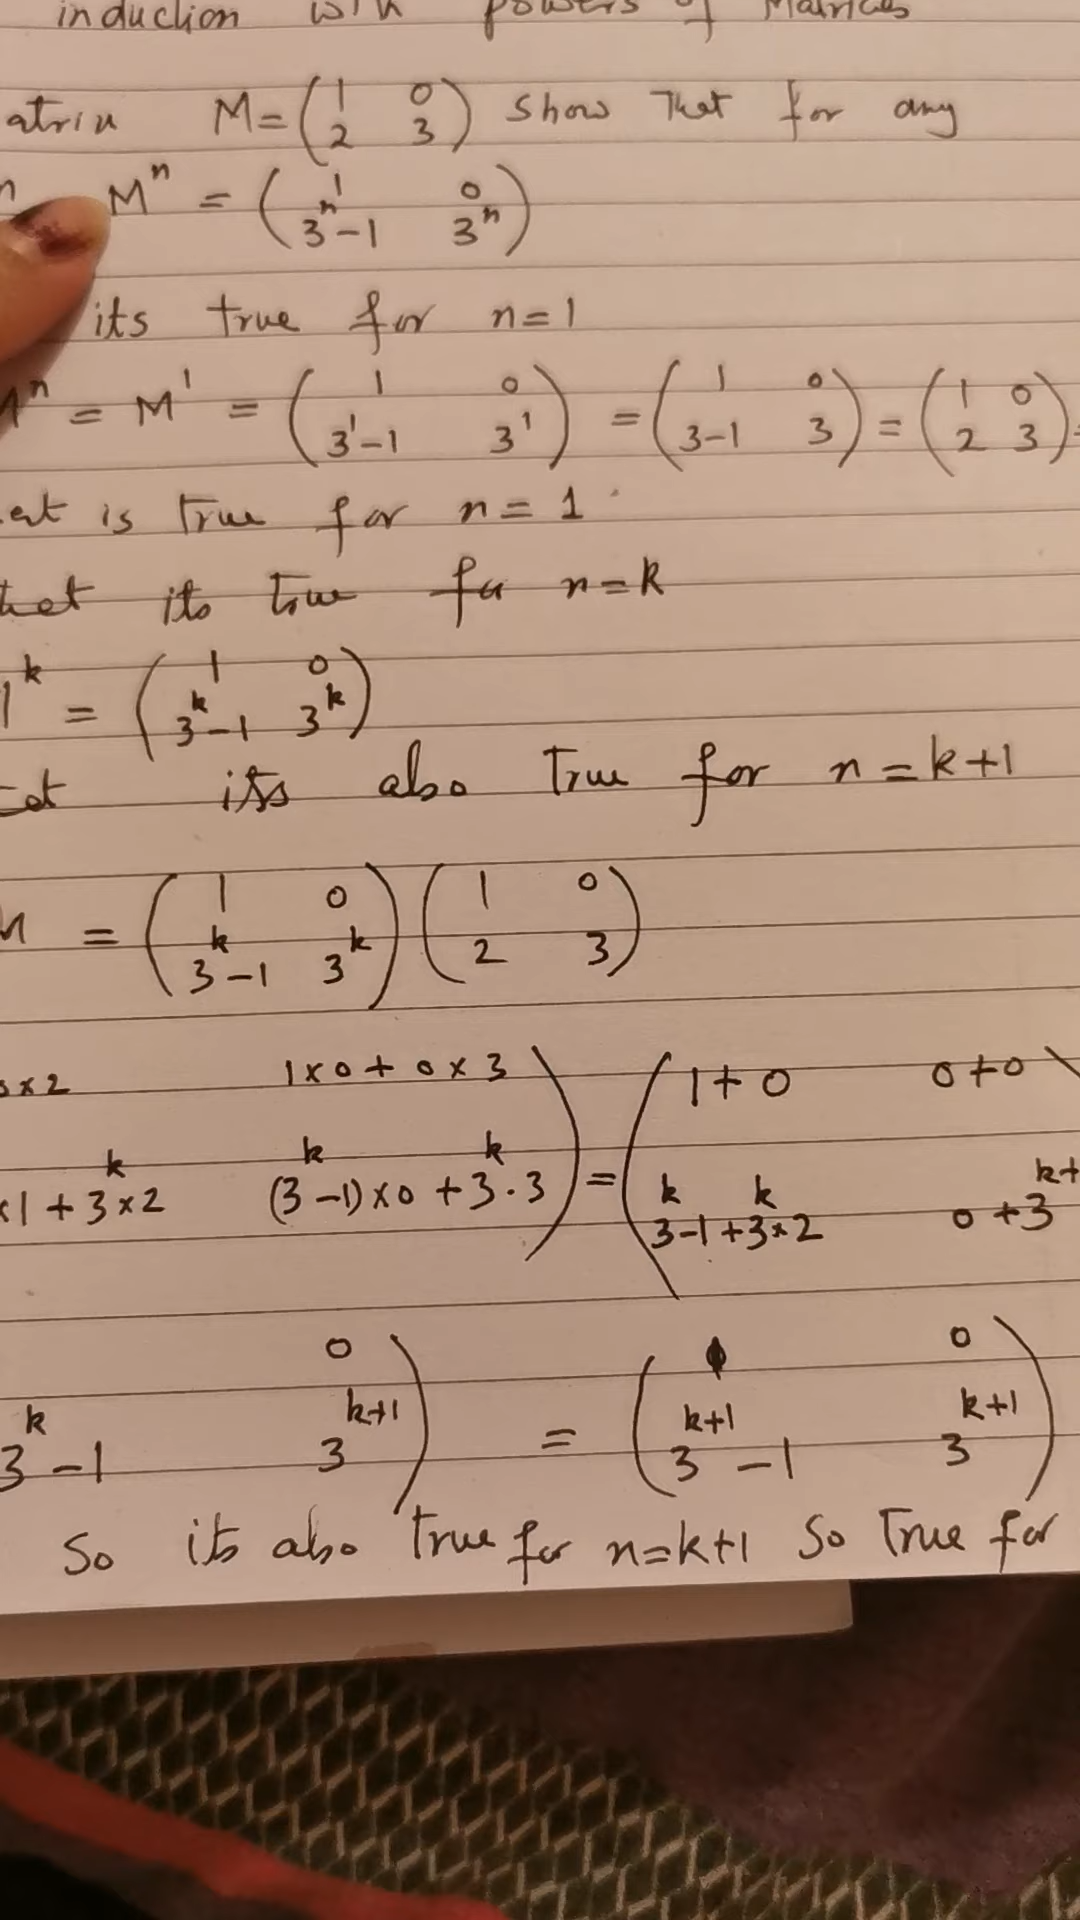 induction with powers of Matrices
atrix M = (1 0 / 2 3) show that for any
n M^n = (1 0 / 3^n-1 3^n)
its true for n=1
M^n = M^1 = (1 0 / 3^1-1 3^1) = (1 0 / 3-1 3) = (1 0 / 2 3) =
is true for n = 1
its true for n=k
k = (1 0 / 3^k-1 3^k)
its also true for n = k+1
= (1 0 / 3^k-1 3^k) (1 0 / 2 3)
×2 1×0 + 0×3 ) = ( 1+0 0+0
×1 + 3^k×2 (3^k-1)×0 + 3^k.3 ) = ( 3^k-1+3^k×2 0+3^k+
0 ) = ( 1 0 )
3^k-1 3^k+1 ) = ( 3^k+1-1 3^k+1 )
So its also true for n=k+1 So true for